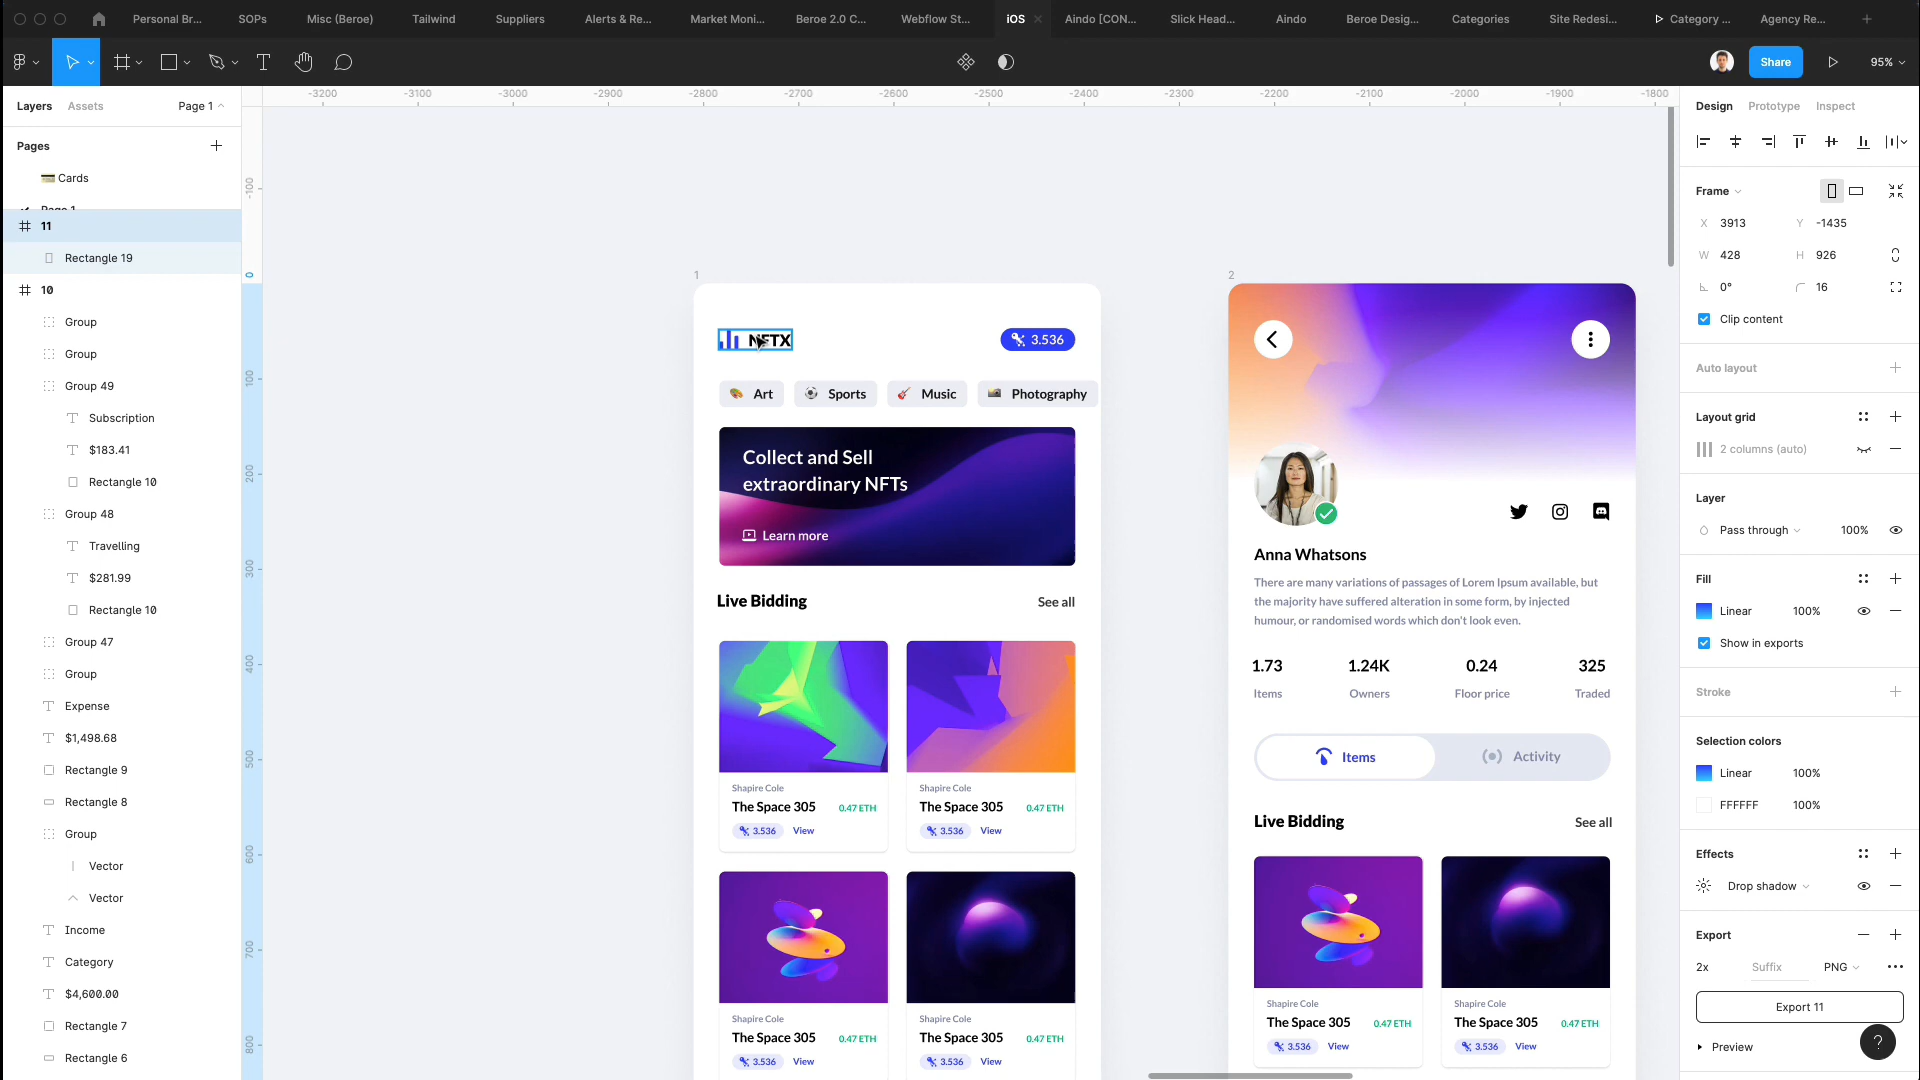 Personal Br...
SOPs
Misc (Beroe)
Tailwind
Suppliers
Alerts & Re...
Market Moni...
Beroe 2.0 C...
Webflow St...
iOS
Aindo [CON...
Slick Head...
Aindo
Beroe Desig...
Categories
Site Redesi...
Category ...
Agency Re...
Share
95%
Layers
Assets
Page 1
Pages
Cards
Page 1
11
Rectangle 19
10
Group
Group
Group 49
Subscription
$183.41
Rectangle 10
Group 48
Travelling
$281.99
Rectangle 10
Group 47
Group
Expense
$1,498.68
Rectangle 9
Rectangle 8
Group
Vector
Vector
Income
Category
$4,600.00
Rectangle 7
Rectangle 6
-3200
-3100
-3000
-2900
-2800
-2700
-2600
-2500
-2400
-2300
-2200
-2100
-2000
-1900
-1800
-100
0
100
200
300
400
500
600
700
800
1
NFTX
3.536
Art
Sports
Music
Photography
Collect and Sell
extraordinary NFTs
Learn more
Live Bidding
See all
Shapire Cole
The Space 305
0.47 ETH
3.536
View
Shapire Cole
The Space 305
0.47 ETH
3.536
View
Shapire Cole
The Space 305
0.47 ETH
3.536
View
Shapire Cole
The Space 305
0.47 ETH
3.536
View
2
Anna Whatsons
There are many variations of passages of Lorem Ipsum available, but
the majority have suffered alteration in some form, by injected
humour, or randomised words which don't look even.
1.73
1.24K
0.24
325
Items
Owners
Floor price
Traded
Items
Activity
Live Bidding
See all
Shapire Cole
The Space 305
0.47 ETH
3.536
View
Shapire Cole
The Space 305
0.47 ETH
3.536
View
Design
Prototype
Inspect
Frame
X 3913
Y -1435
W 428
H 926
0°
16
Clip content
Auto layout
Layout grid
2 columns (auto)
Layer
Pass through
100%
Fill
Linear
100%
Show in exports
Stroke
Selection colors
Linear
100%
FFFFFF
100%
Effects
Drop shadow
Export
2x
Suffix
PNG
Export 11
Preview
?